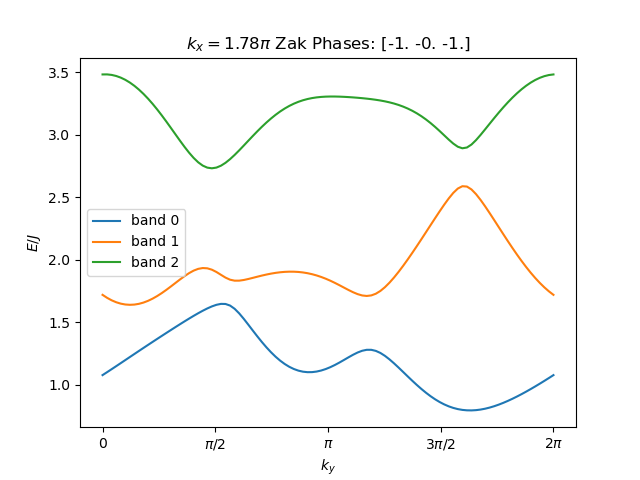 $k_x = 1.78\pi$ Zak Phases: [-1. -0. -1.]
3.5
3.0
2.5
2.0
1.5
1.0
E/J
band 0
band 1
band 2
0
π/2
π
3π/2
2π
$k_y$